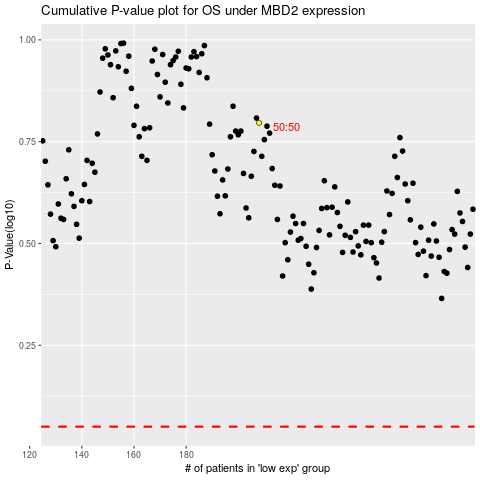 Cumulative P-value plot for OS under MBD2 expression
P-Value(log10)
1.00
0.75
0.50
0.25
50:50
120 140 160 180
# of patients in 'low exp' group